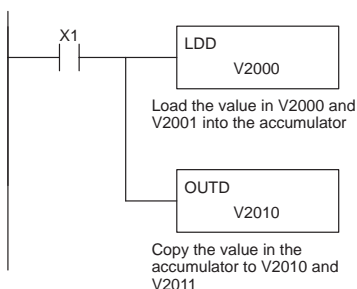 X1
LDD
V2000
Load the value in V2000 and
V2001 into the accumulator
OUTD
V2010
Copy the value in the
accumulator to V2010 and
V2011